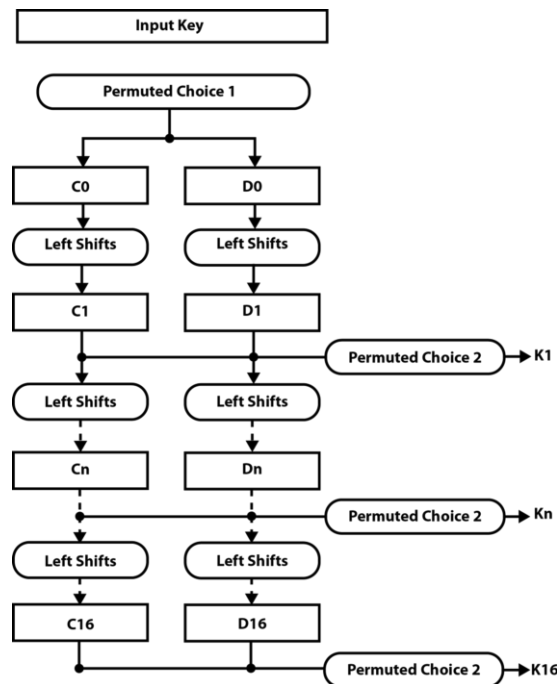 Input Key
Permuted Choice 1
C0
D0
Left Shifts
Left Shifts
C1
D1
Permuted Choice 2
K1
Left Shifts
Left Shifts
Cn
Dn
Permuted Choice 2
Kn
Left Shifts
Left Shifts
C16
D16
Permuted Choice 2
K16